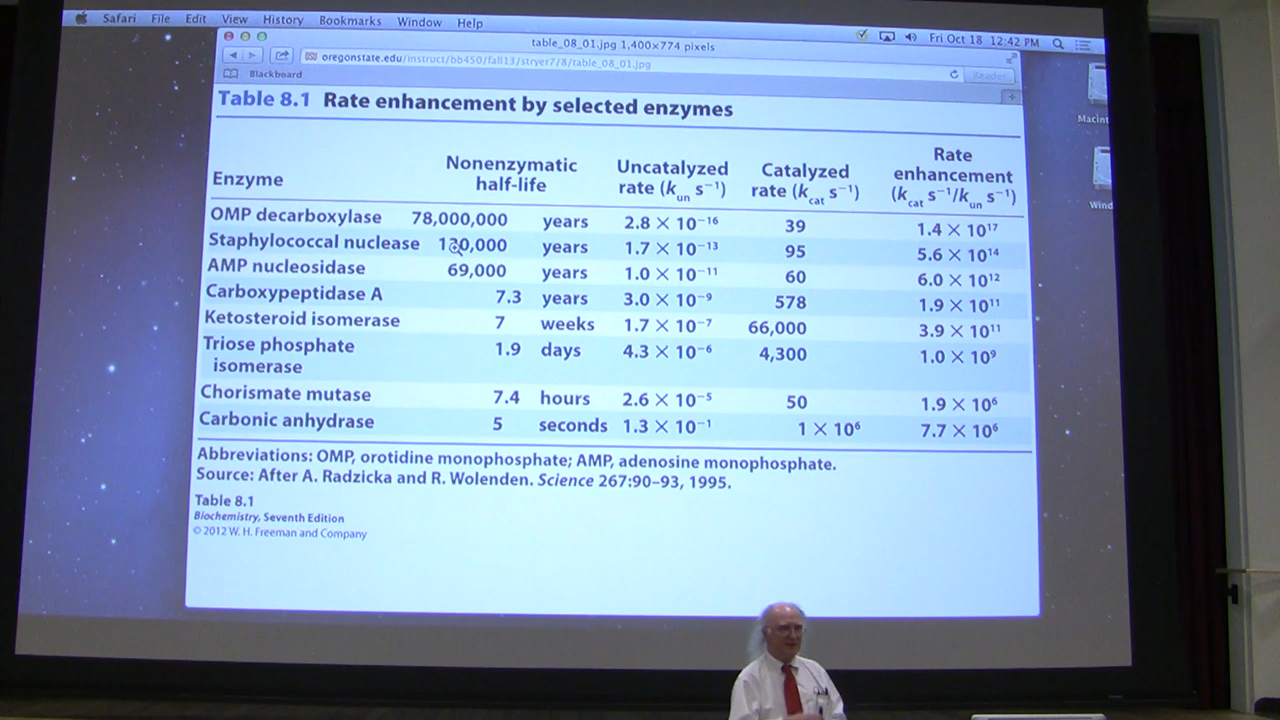 Safari File Edit View History Bookmarks Window Help Fri Oct 18 12:42 PM
table_08_01.jpg 1,400×774 pixels
oregonstate.edu/instruct/bb450/fall13/stryer7/8/table_08_01.jpg Reader
Blackboard
Macint
Wind
Table 8.1 Rate enhancement by selected enzymes
Enzyme Nonenzymatic half-life Uncatalyzed rate (k_un s⁻¹) Catalyzed rate (k_cat s⁻¹) Rate enhancement (k_cat s⁻¹/k_un s⁻¹)
OMP decarboxylase 78,000,000 years 2.8 × 10⁻¹⁶ 39 1.4 × 10¹⁷
Staphylococcal nuclease years 1.7 × 10⁻¹³ 95 5.6 × 10¹⁴
AMP nucleosidase 69,000 years 1.0 × 10⁻¹¹ 60 6.0 × 10¹²
Carboxypeptidase A 7.3 years 3.0 × 10⁻⁹ 578 1.9 × 10¹¹
Ketosteroid isomerase 7 weeks 1.7 × 10⁻⁷ 66,000 3.9 × 10¹¹
Triose phosphate isomerase 1.9 days 4.3 × 10⁻⁶ 4,300 1.0 × 10⁹
Chorismate mutase 7.4 hours 2.6 × 10⁻⁵ 50 1.9 × 10⁶
Carbonic anhydrase 5 seconds 1.3 × 10⁻¹ 1 × 10⁶ 7.7 × 10⁶
Abbreviations: OMP, orotidine monophosphate; AMP, adenosine monophosphate.
Source: After A. Radzicka and R. Wolenden. Science 267:90–93, 1995.
Table 8.1
Biochemistry, Seventh Edition
© 2012 W. H. Freeman and Company